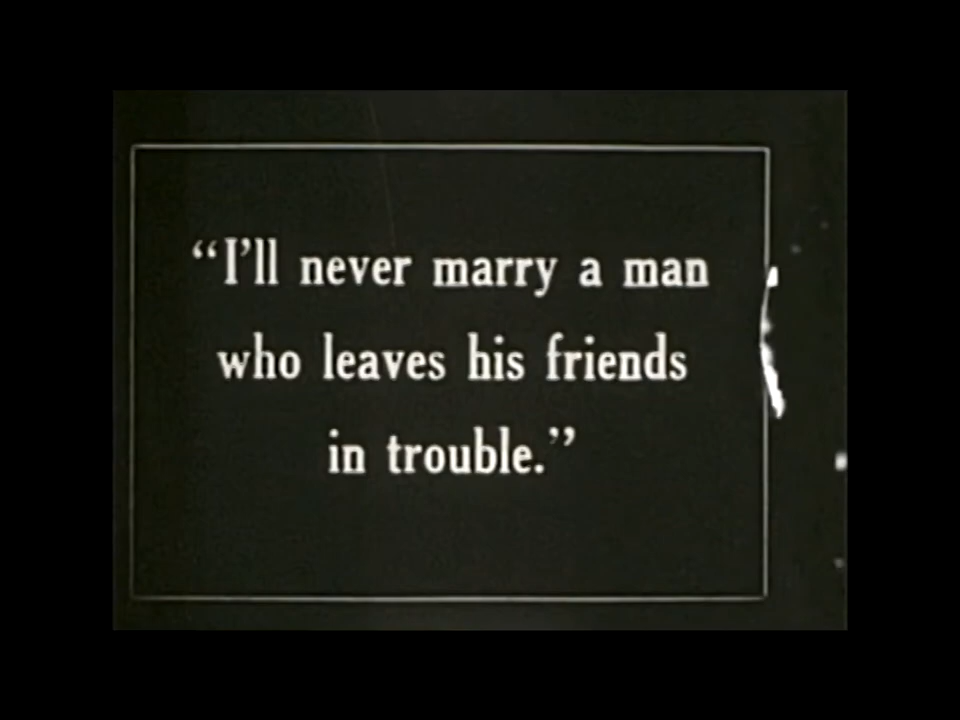 “I’ll never marry a man
who leaves his friends
in trouble.”